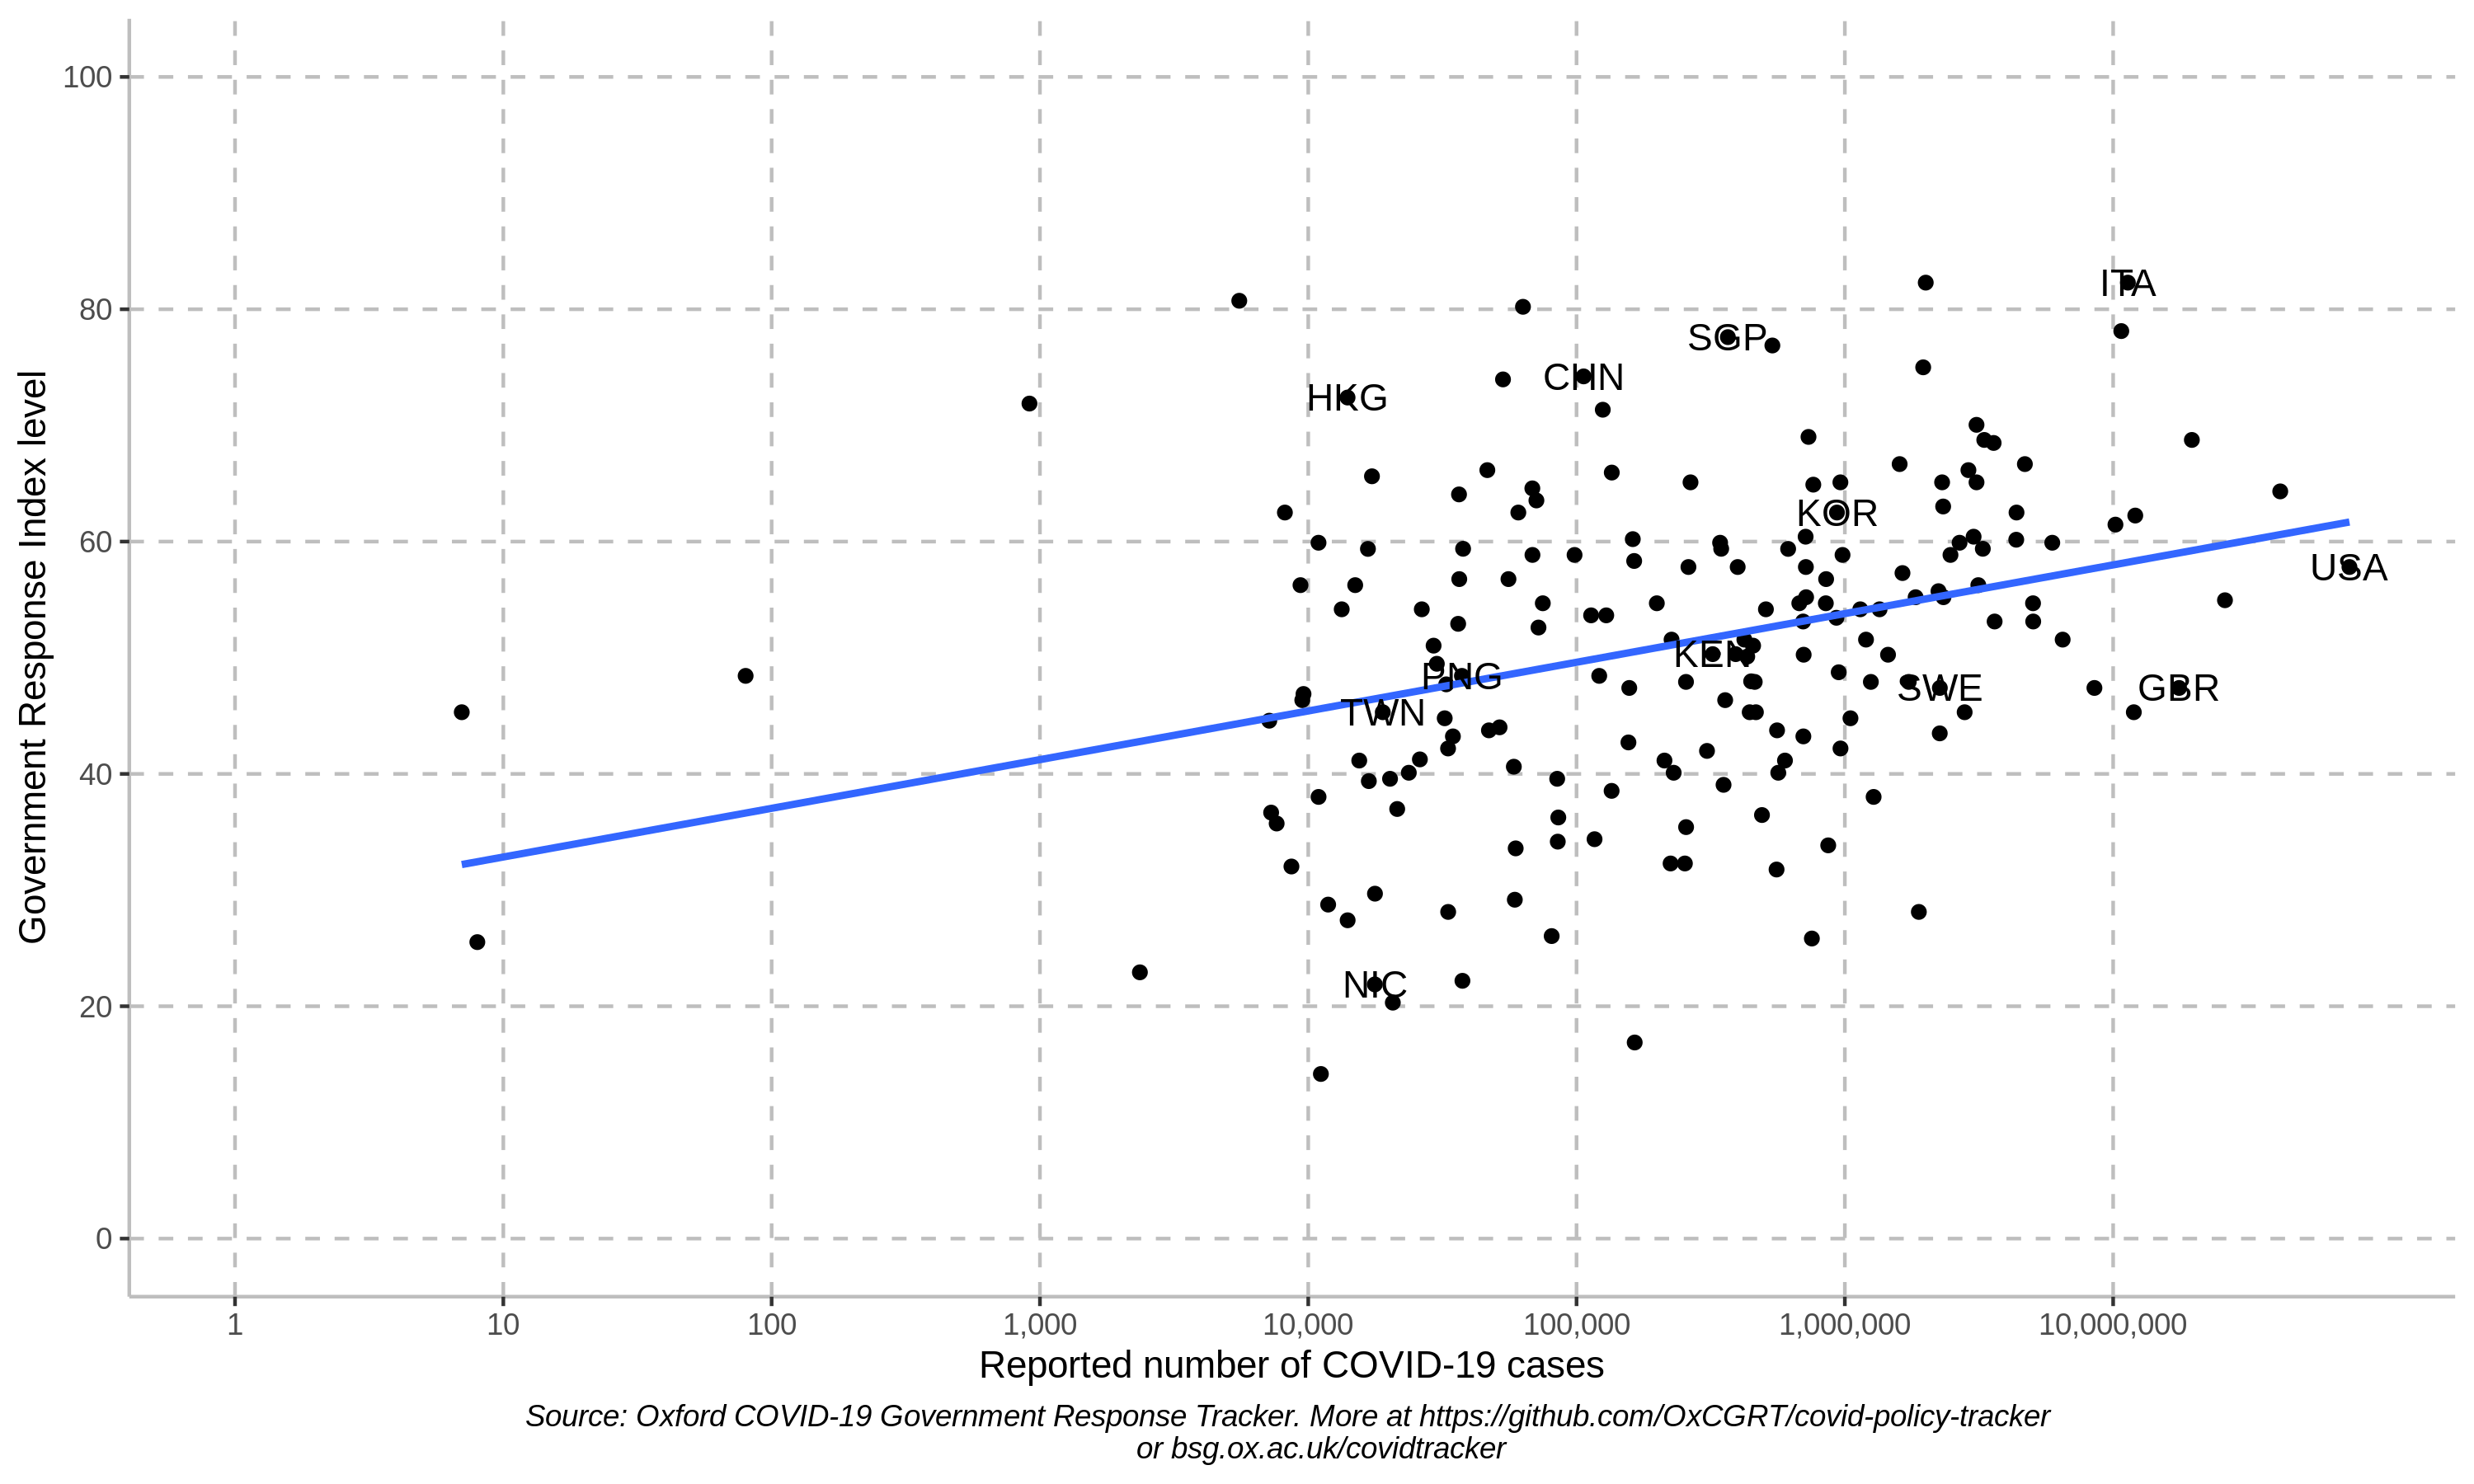 Government Response Index level
100
80
60
40
20
0
ITA
SGP
CHN
HKG
KOR
USA
KEN
PNG
SWE
GBR
TWN
NIC
1
10
100
1,000
10,000
100,000
1,000,000
10,000,000
Reported number of COVID-19 cases
Source: Oxford COVID-19 Government Response Tracker. More at https://github.com/OxCGRT/covid-policy-tracker
or bsg.ox.ac.uk/covidtracker